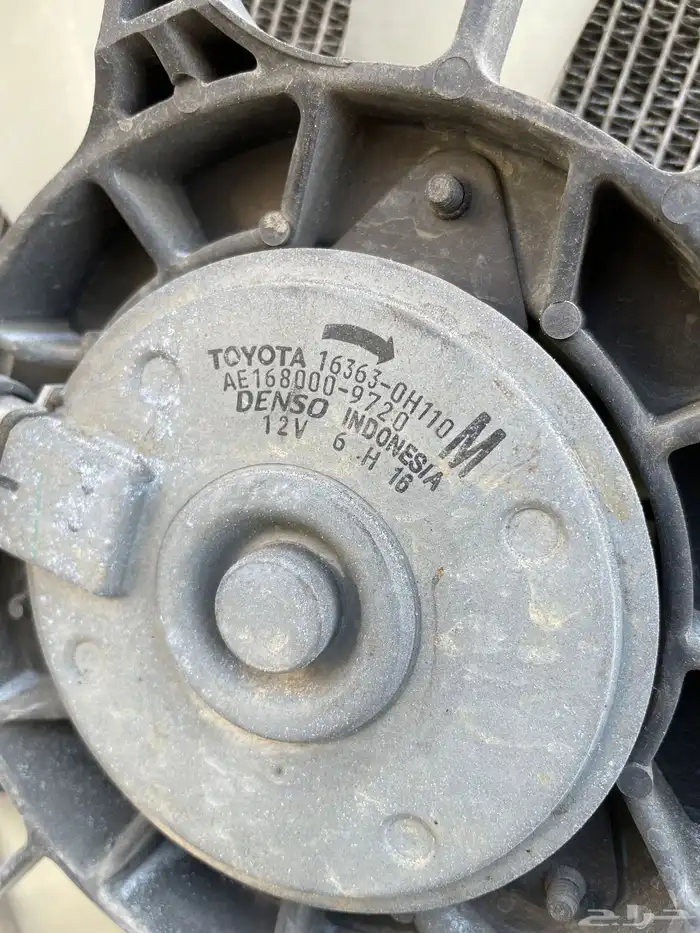 TOYOTA 16363-0H110
AE168000-9720
DENSO INDONESIA M
12V 6 H 16
حراج